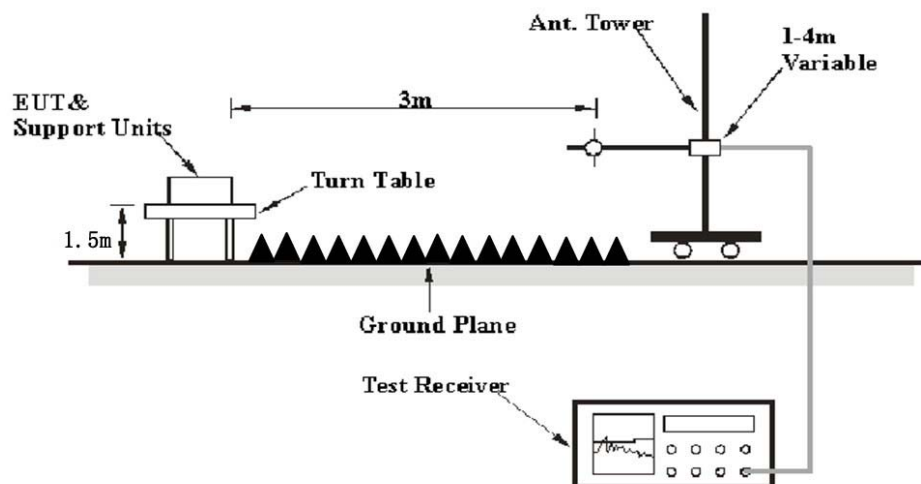 Ant. Tower
1-4m
Variable
EUT&
Support Units
3m
Turn Table
1.5m
Ground Plane
Test Receiver